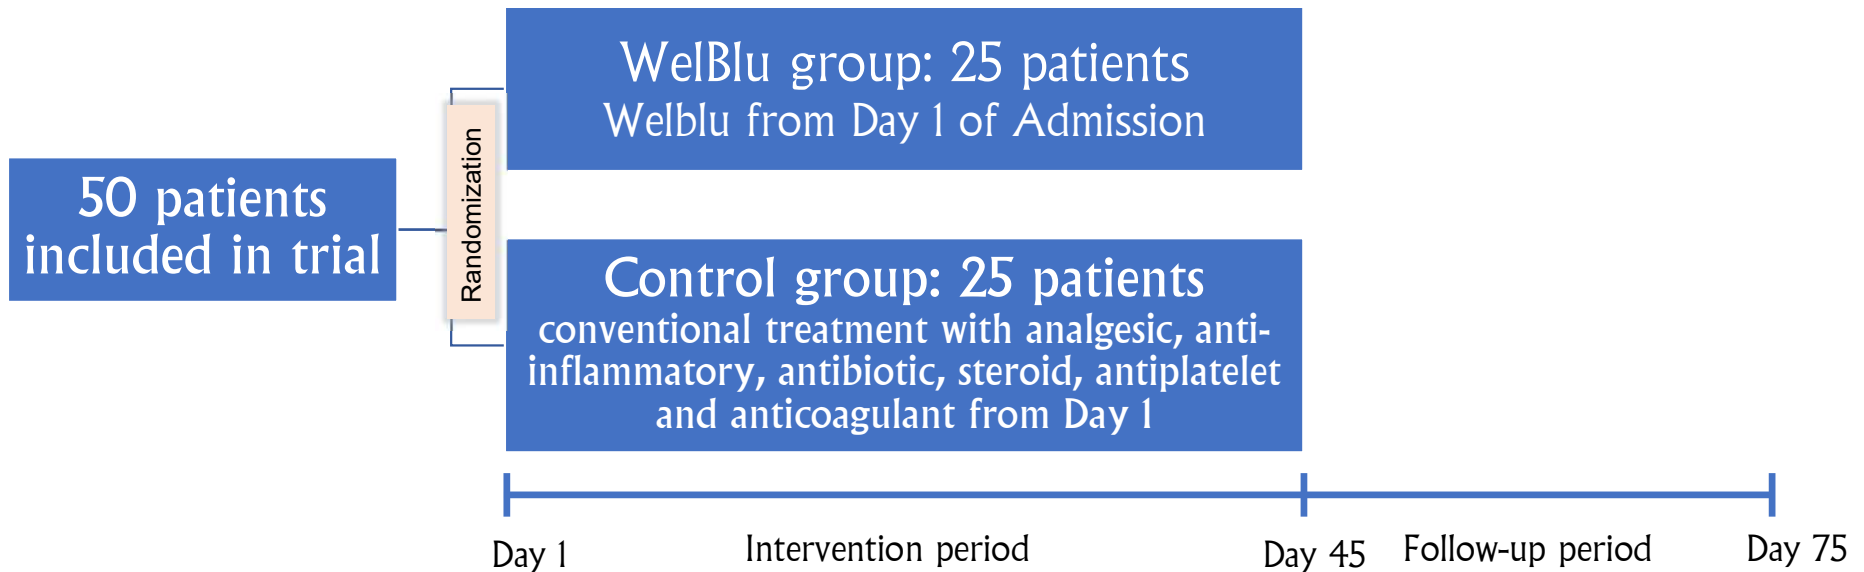 50 patients
included in trial
Randomization
WelBlu group: 25 patients
Welblu from Day 1 of Admission
Control group: 25 patients
conventional treatment with analgesic, anti-
inflammatory, antibiotic, steroid, antiplatelet
and anticoagulant from Day 1
Day 1
Intervention period
Day 45
Follow-up period
Day 75